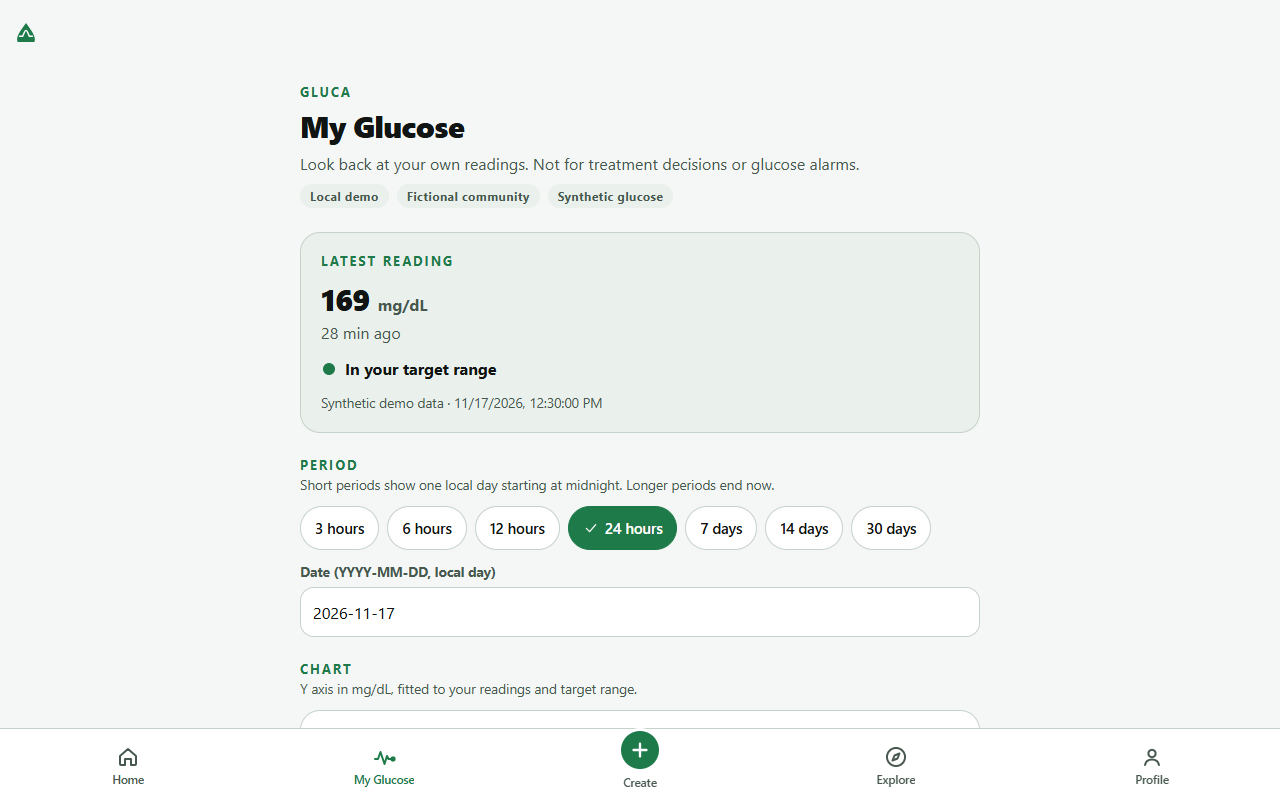 GLUCA
My Glucose
Look back at your own readings. Not for treatment decisions or glucose alarms.
Local demo Fictional community Synthetic glucose
LATEST READING
169 mg/dL
28 min ago
In your target range
Synthetic demo data · 11/17/2026, 12:30:00 PM
PERIOD
Short periods show one local day starting at midnight. Longer periods end now.
3 hours 6 hours 12 hours 24 hours 7 days 14 days 30 days
Date (YYYY-MM-DD, local day)
2026-11-17
CHART
Y axis in mg/dL, fitted to your readings and target range.
Home My Glucose Create Explore Profile